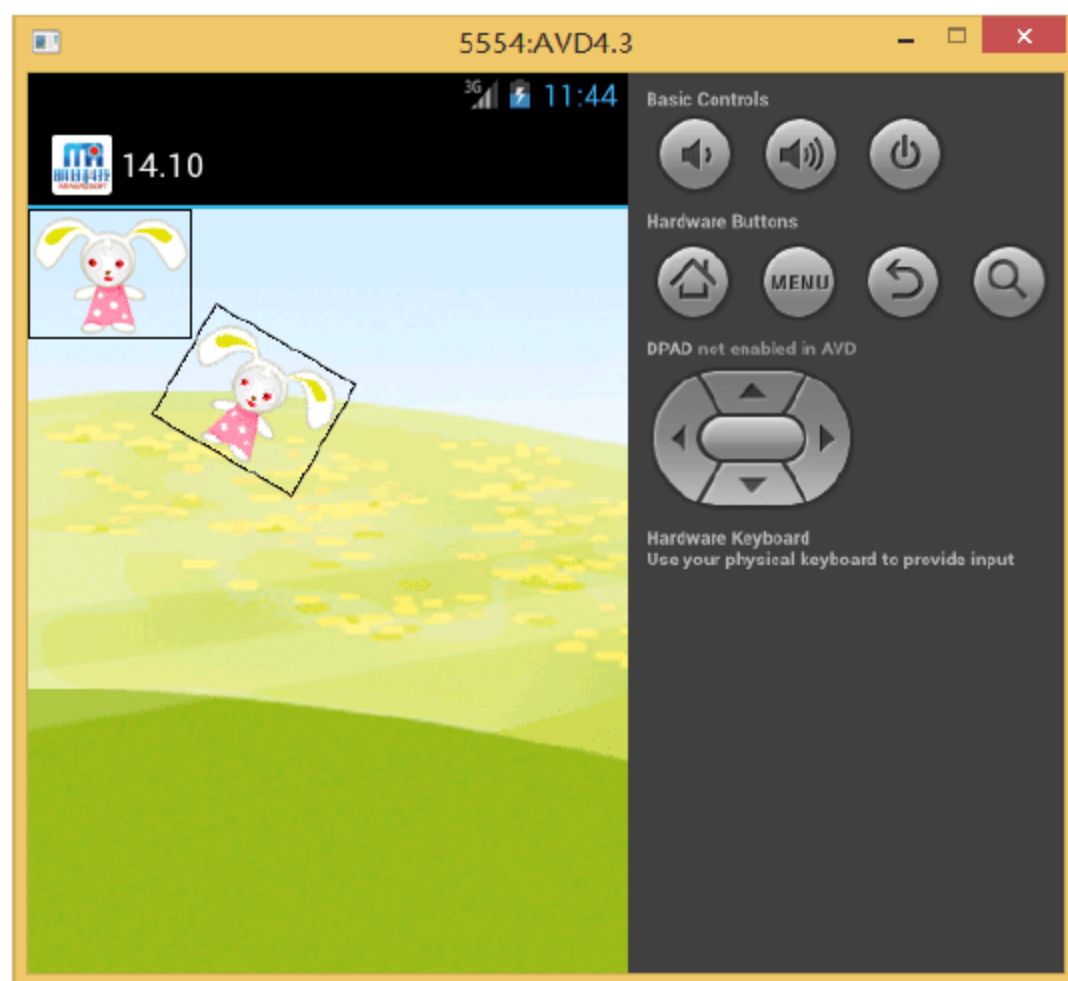 5554:AVD4.3
3G 11:44
14.10
Basic Controls
Hardware Buttons
MENU
DPAD not enabled in AVD
Hardware Keyboard
Use your physical keyboard to provide input